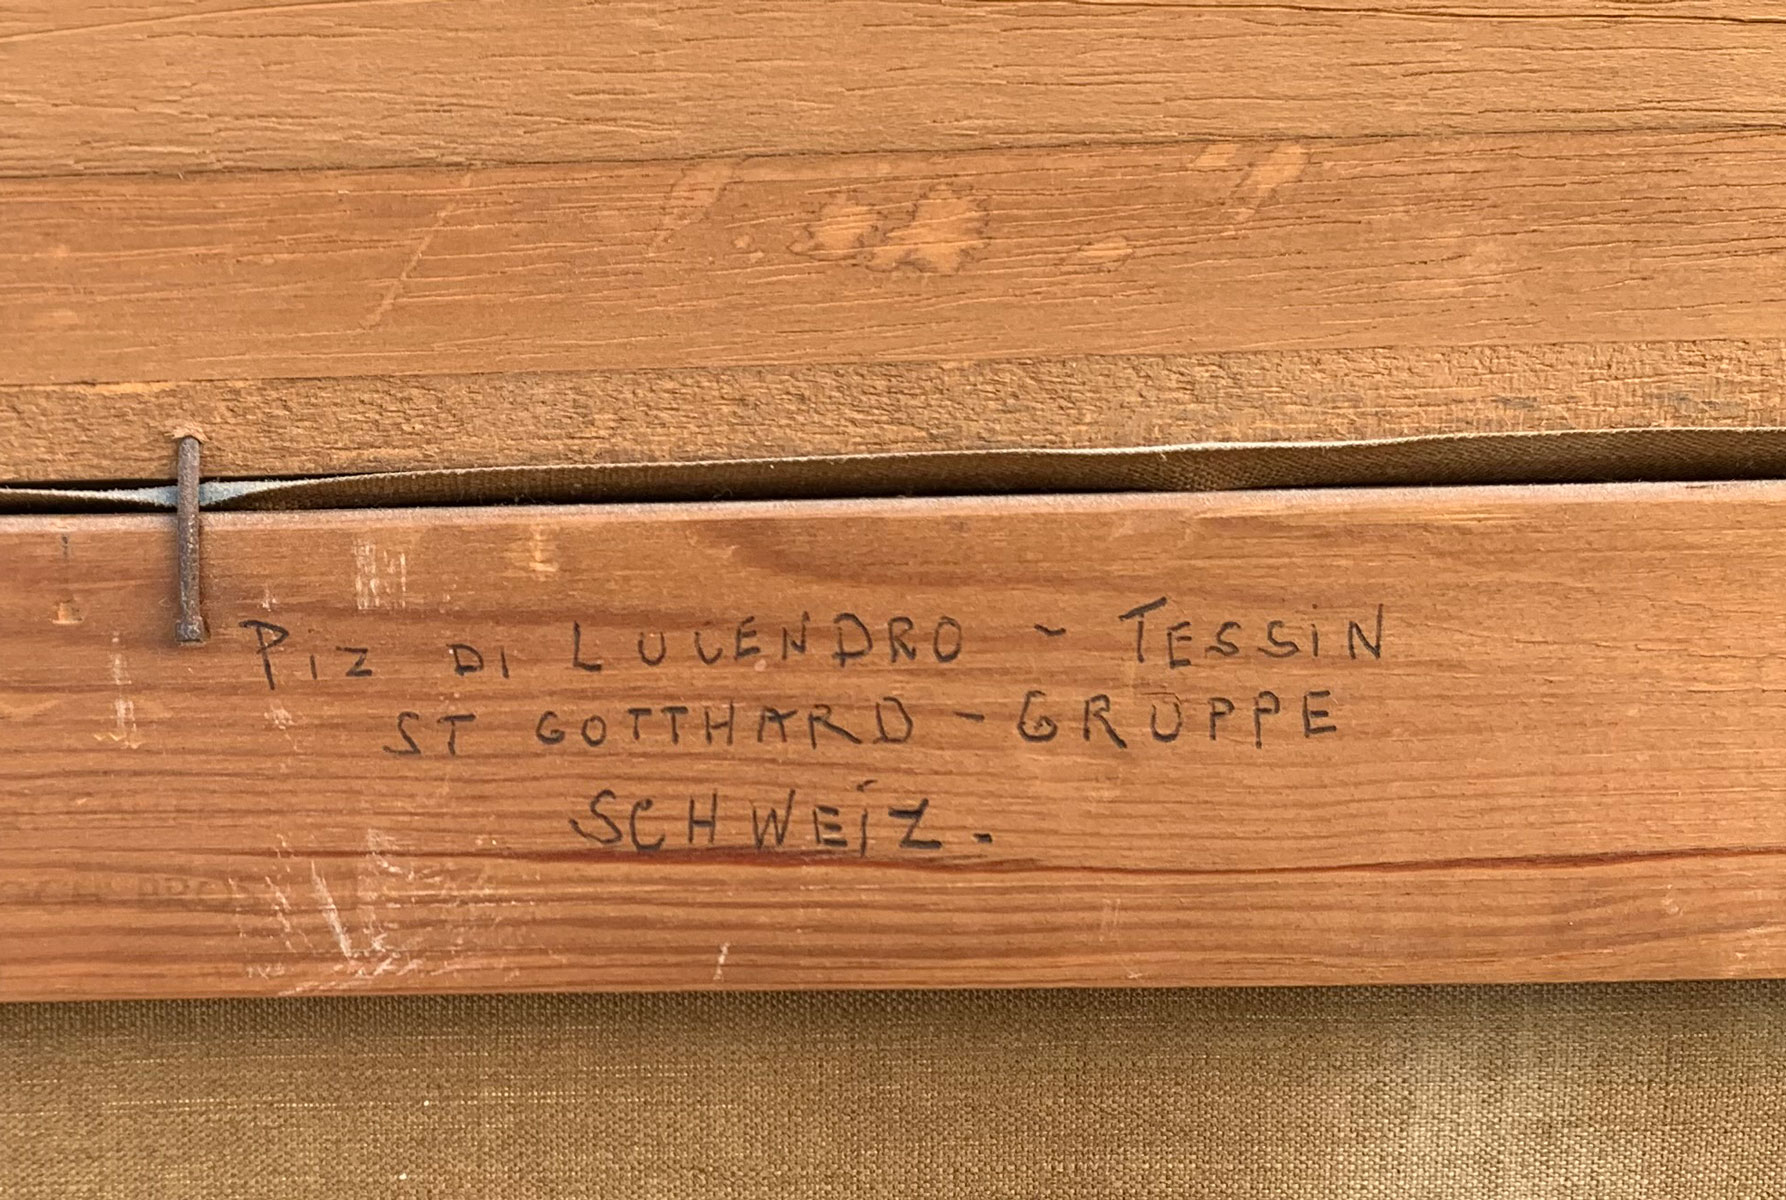 PiZ Di LUCENDRO - TESSiN
ST GOTTHARD - GRUPPE
SCHWEiZ.